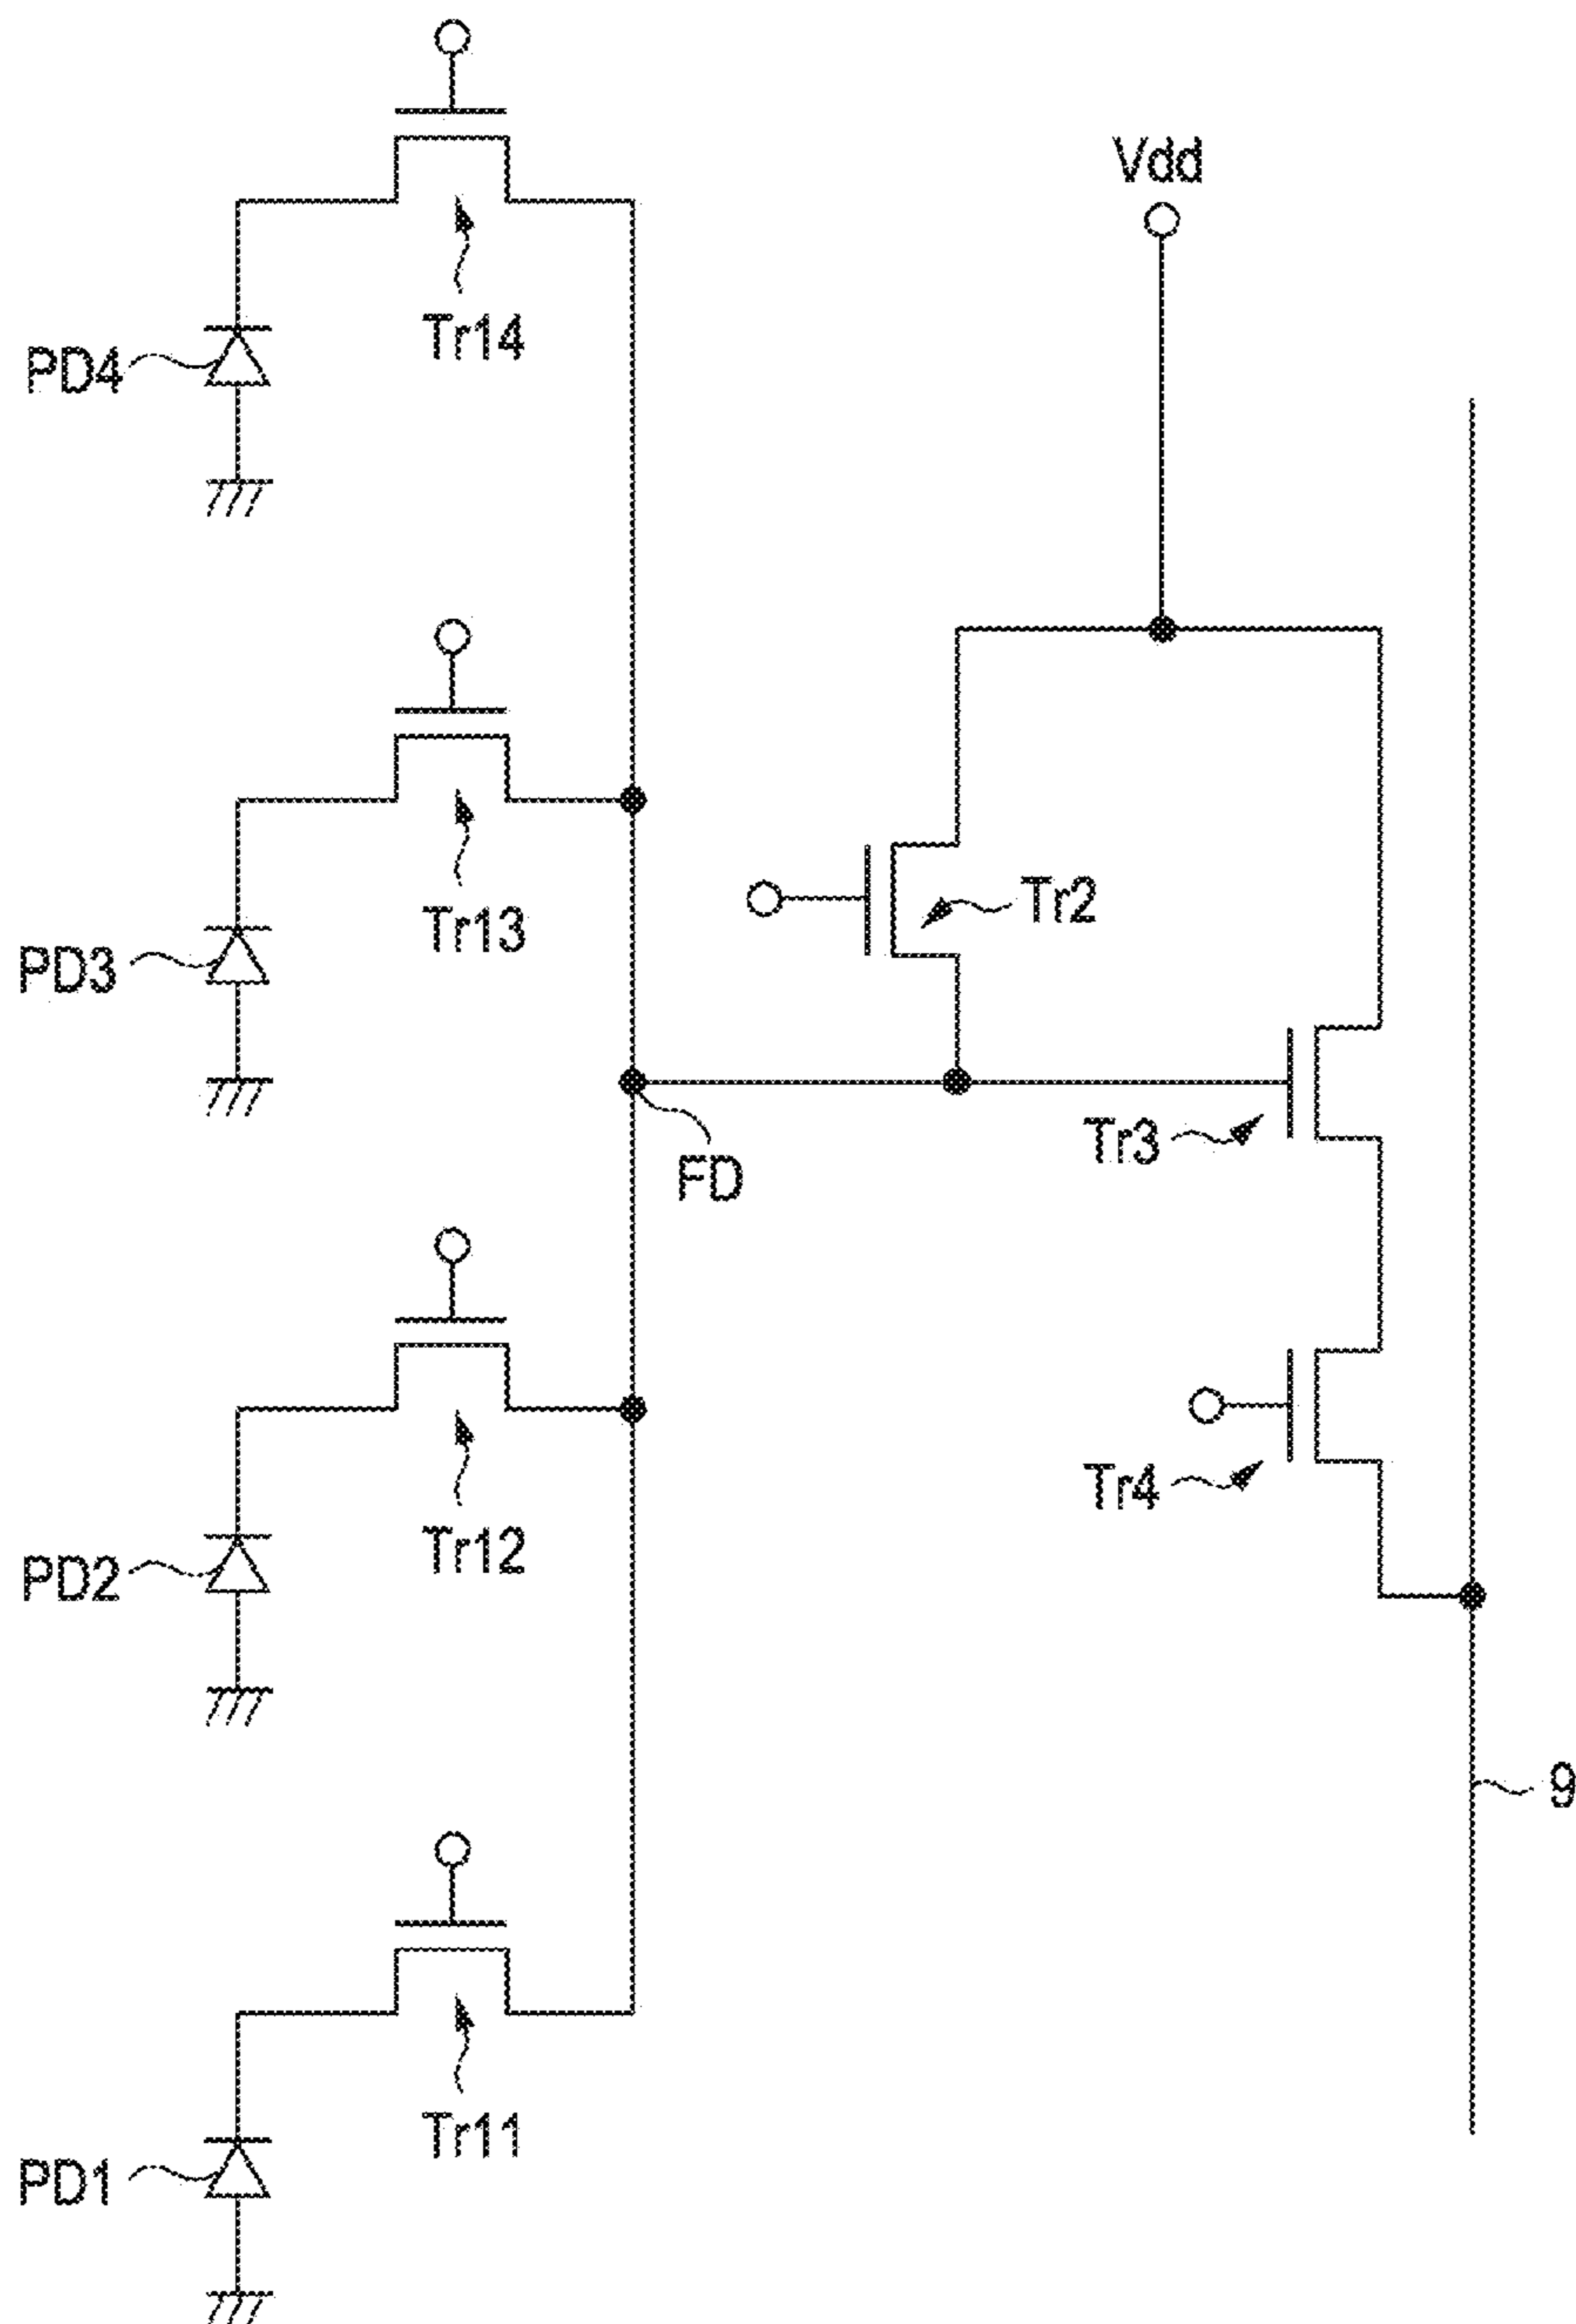 Vdd
Tr14
PD4
Tr2
Tr13
PD3
Tr3
FD
Tr4
Tr12
PD2
9
Tr11
PD1